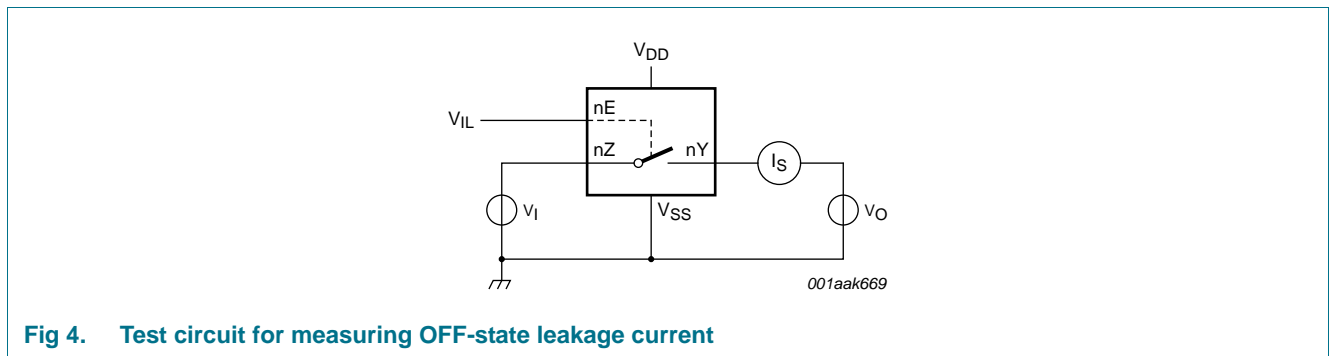 VDD
nE
VIL
nZ
nY
IS
VI
VSS
VO
001aak669
Fig 4. Test circuit for measuring OFF-state leakage current